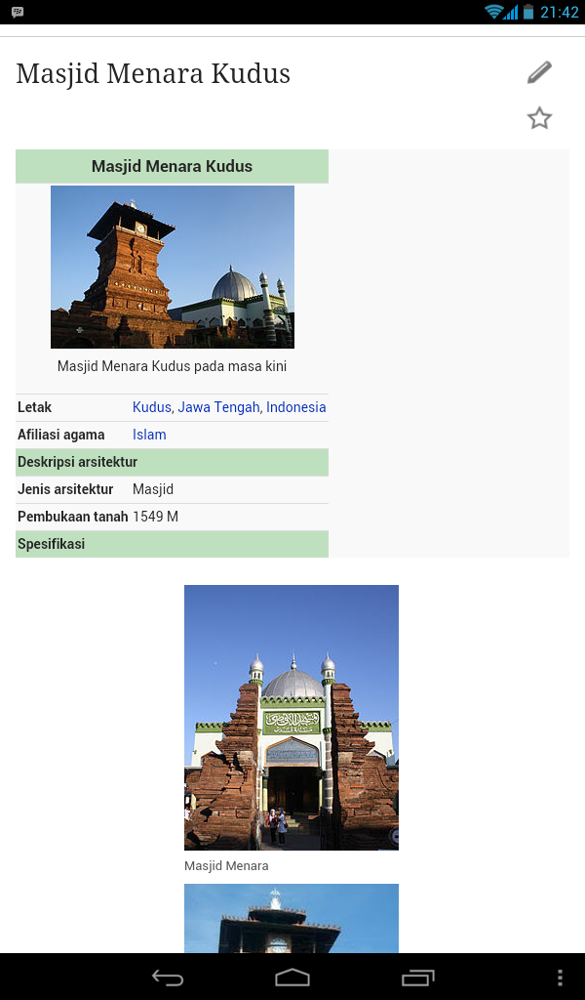 21:42
Masjid Menara Kudus
Masjid Menara Kudus
Masjid Menara Kudus pada masa kini
Letak Kudus, Jawa Tengah, Indonesia
Afiliasi agama Islam
Deskripsi arsitektur
Jenis arsitektur Masjid
Pembukaan tanah 1549 M
Spesifikasi
Masjid Menara